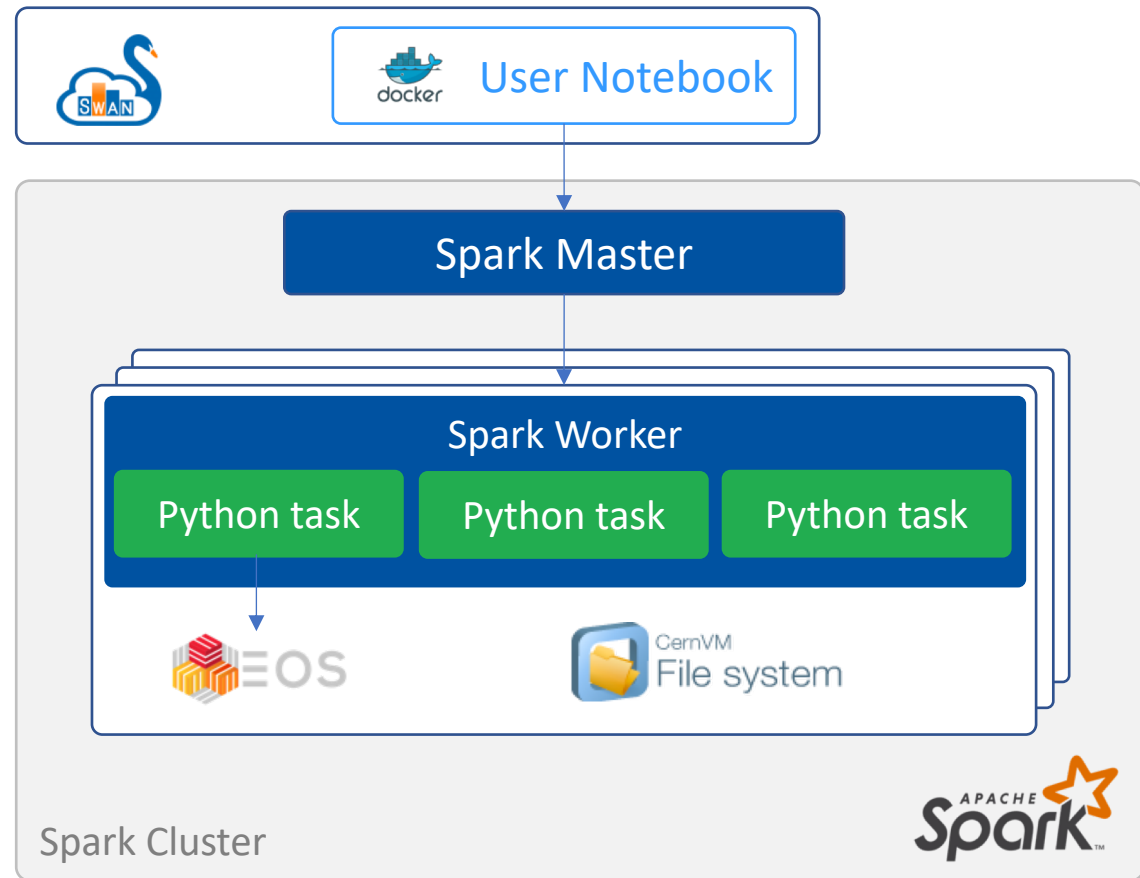 SWAN
docker
User Notebook
Spark Master
Spark Worker
Python task
Python task
Python task
EOS
CernVM
File system
Spark Cluster
APACHE
Spark™